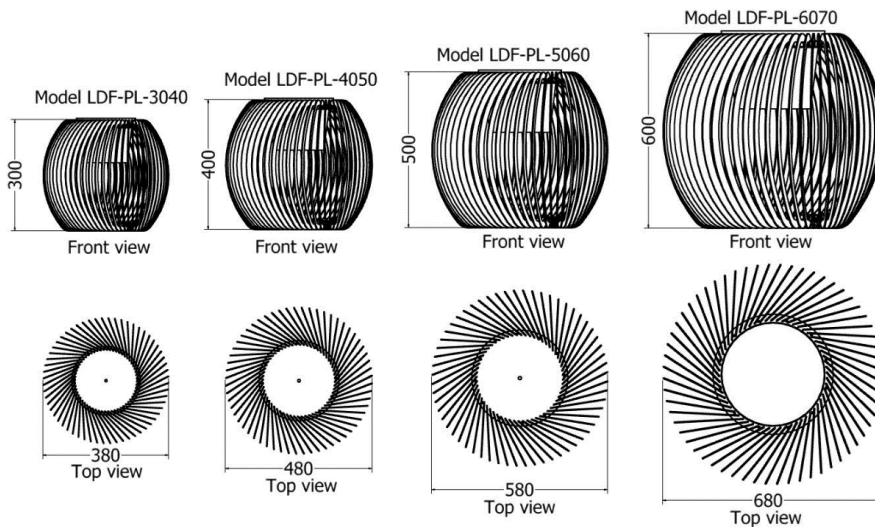 Model LDF-PL-3040
Model LDF-PL-4050
Model LDF-PL-5060
Model LDF-PL-6070
300
400
500
600
Front view
Front view
Front view
Front view
380
Top view
480
Top view
580
Top view
680
Top view